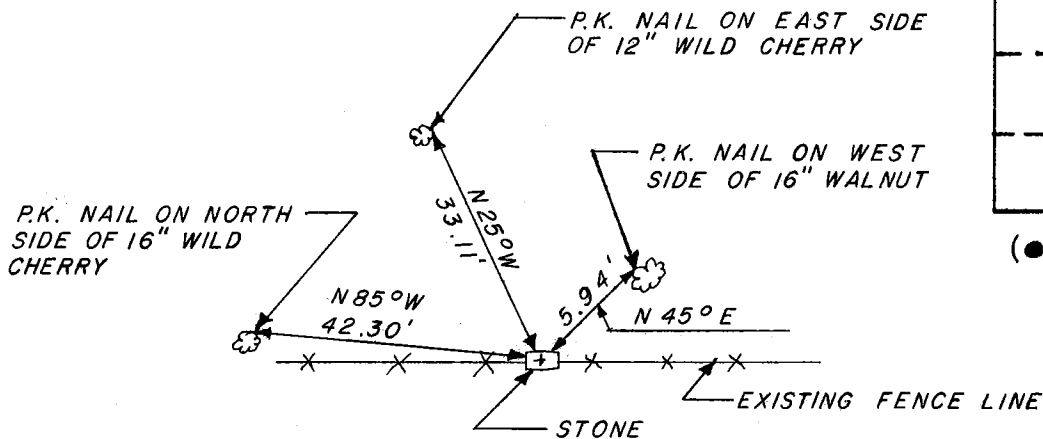 P.K. NAIL ON EAST SIDE
OF 12" WILD CHERRY
P.K. NAIL ON WEST
SIDE OF 16" WALNUT
P.K. NAIL ON NORTH
SIDE OF 16" WILD
CHERRY
N25°W
33.11'
5.94'
N 45° E
N 85° W
42.30'
EXISTING FENCE LINE
STONE